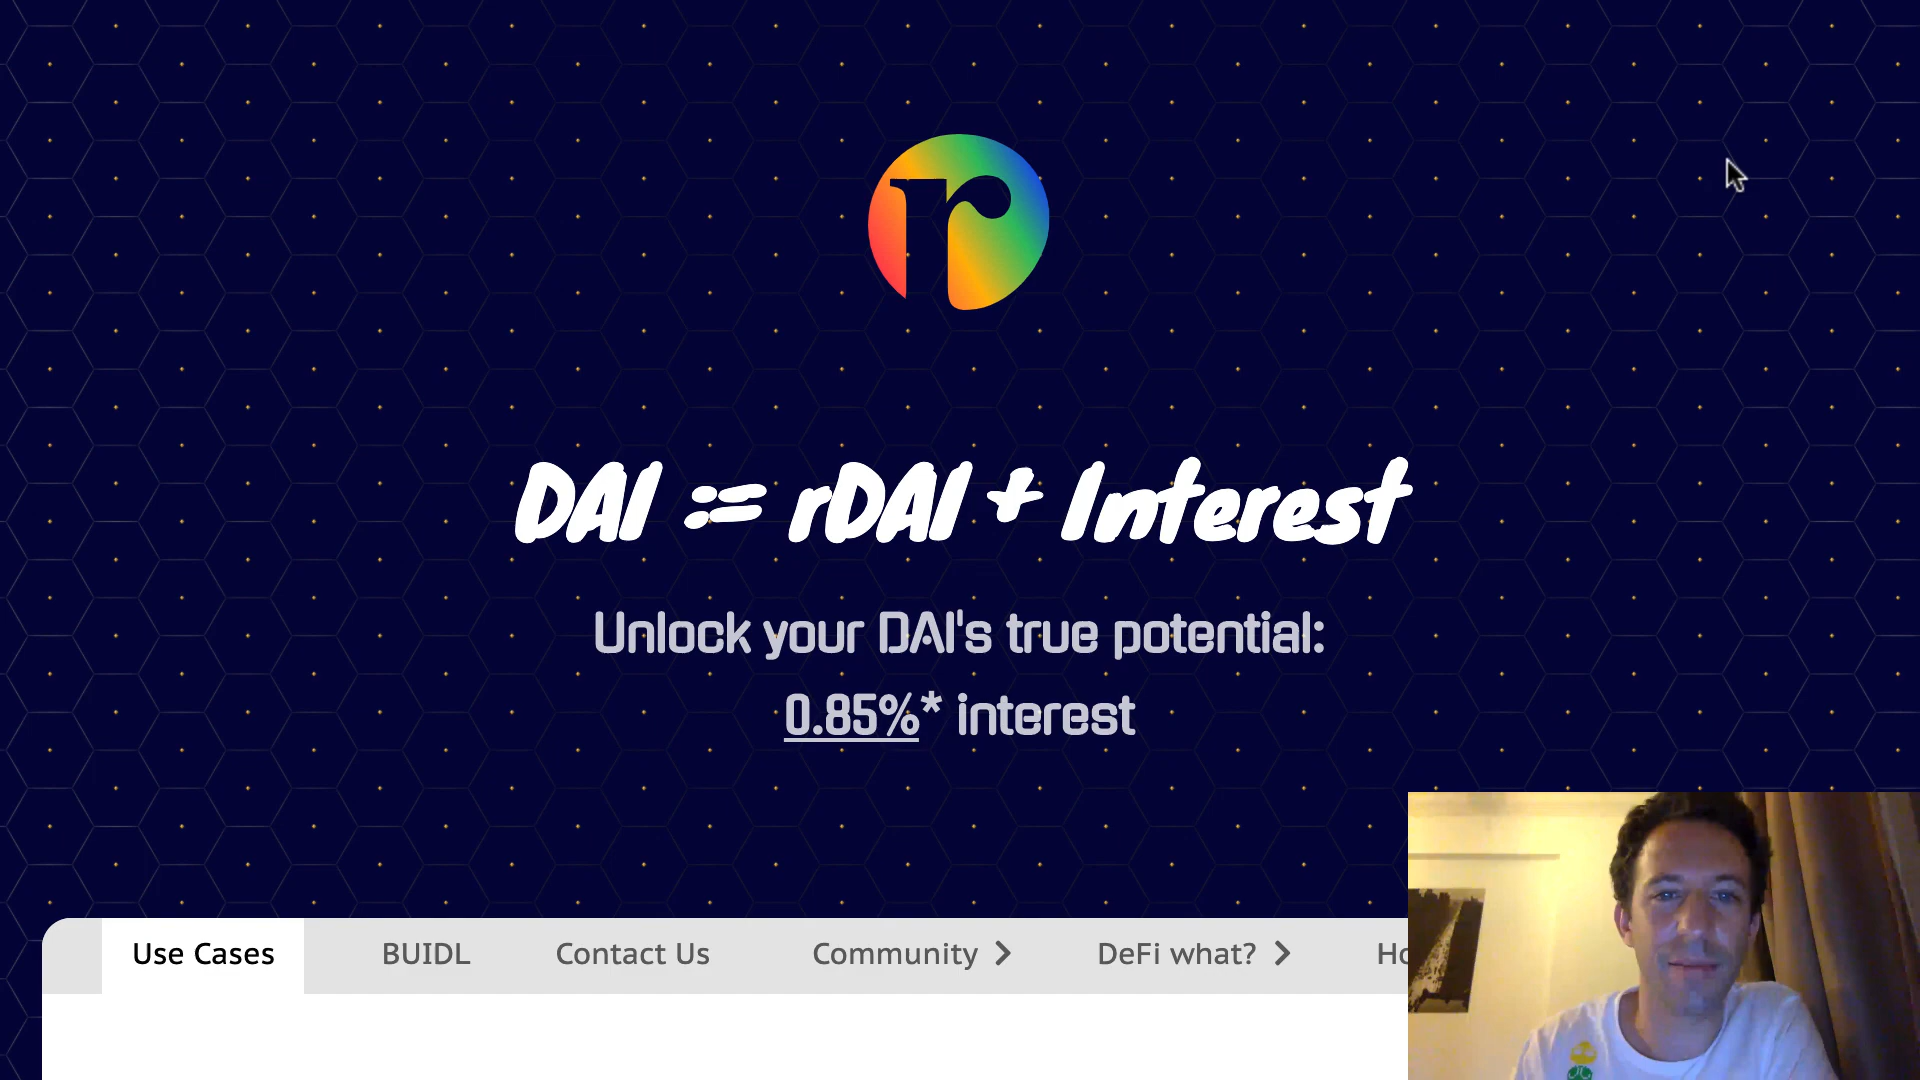 r
DAI := rDAI + Interest
Unlock your DAI's true potential:
0.85%* interest
Use Cases
BUIDL
Contact Us
Community
DeFi what?
Ho